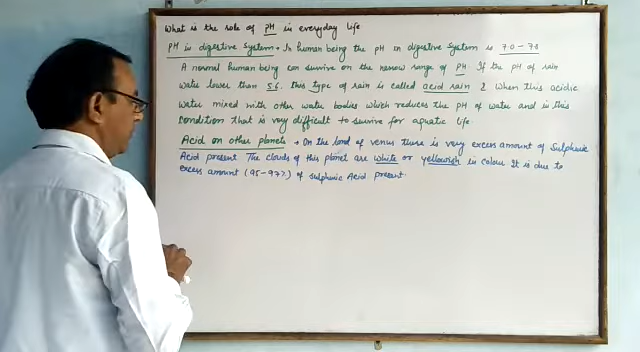 What is the role of pH in everyday life
pH is digestive system → In human being the pH in digestive system is 7.0 - 7.8
A normal human being can survive on the narrow range of pH. If the pH of rain
water lower than 5.6. this type of rain is called acid rain & when this acidic
water mixed with other water bodies which reduces the pH of water and in this
condition that is very difficult to survive for aquatic life.
Acid on other planets → On the land of venus there is very excess amount of Sulphuric
Acid present The clouds of this planet are white or yellowish in colour It is due to
excess amount (95-97%) of sulphuric Acid present.